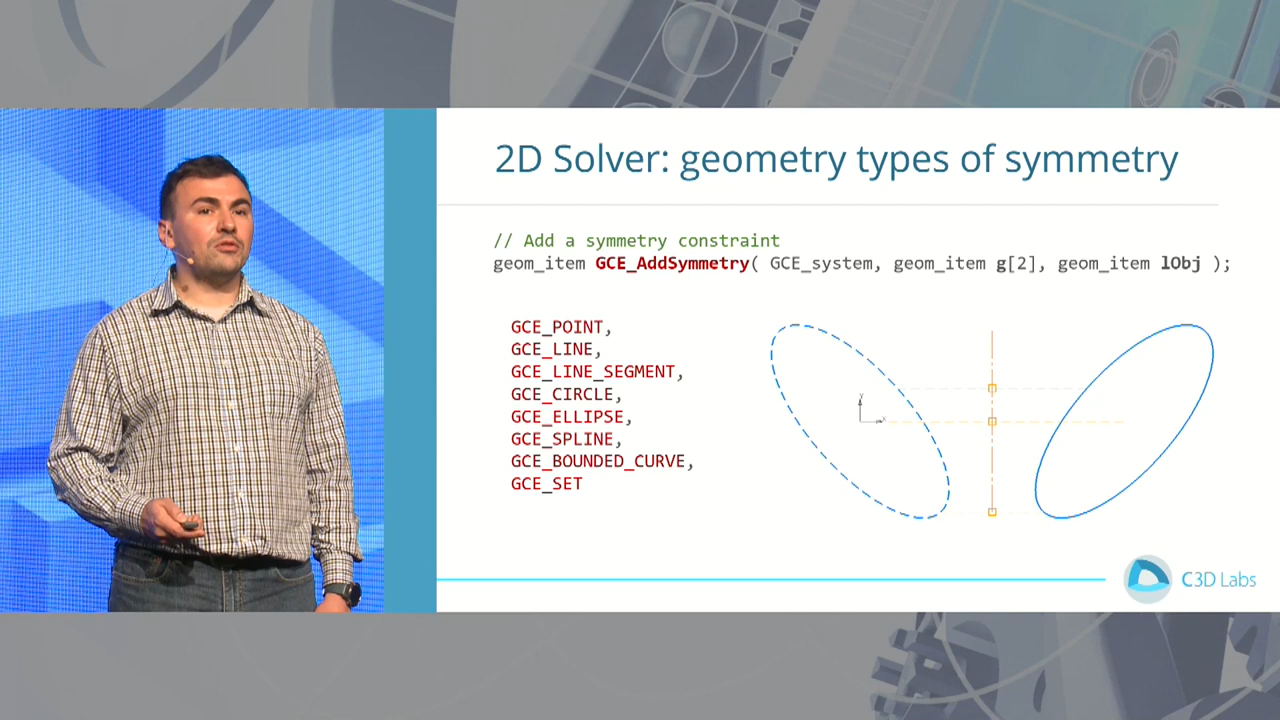 2D Solver: geometry types of symmetry
// Add a symmetry constraint
geom_item GCE_AddSymmetry( GCE_system, geom_item g[2], geom_item lObj );
GCE_POINT,
GCE_LINE,
GCE_LINE_SEGMENT,
GCE_CIRCLE,
GCE_ELLIPSE,
GCE_SPLINE,
GCE_BOUNDED_CURVE,
GCE_SET
Y
X
C3D Labs